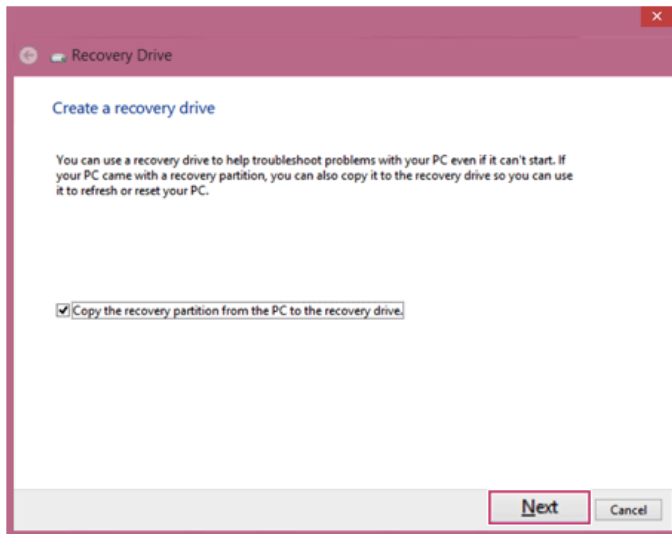 Recovery Drive
Create a recovery drive
You can use a recovery drive to help troubleshoot problems with your PC even if it can't start. If
your PC came with a recovery partition, you can also copy it to the recovery drive so you can use
it to refresh or reset your PC.
Copy the recovery partition from the PC to the recovery drive.
Next
Cancel